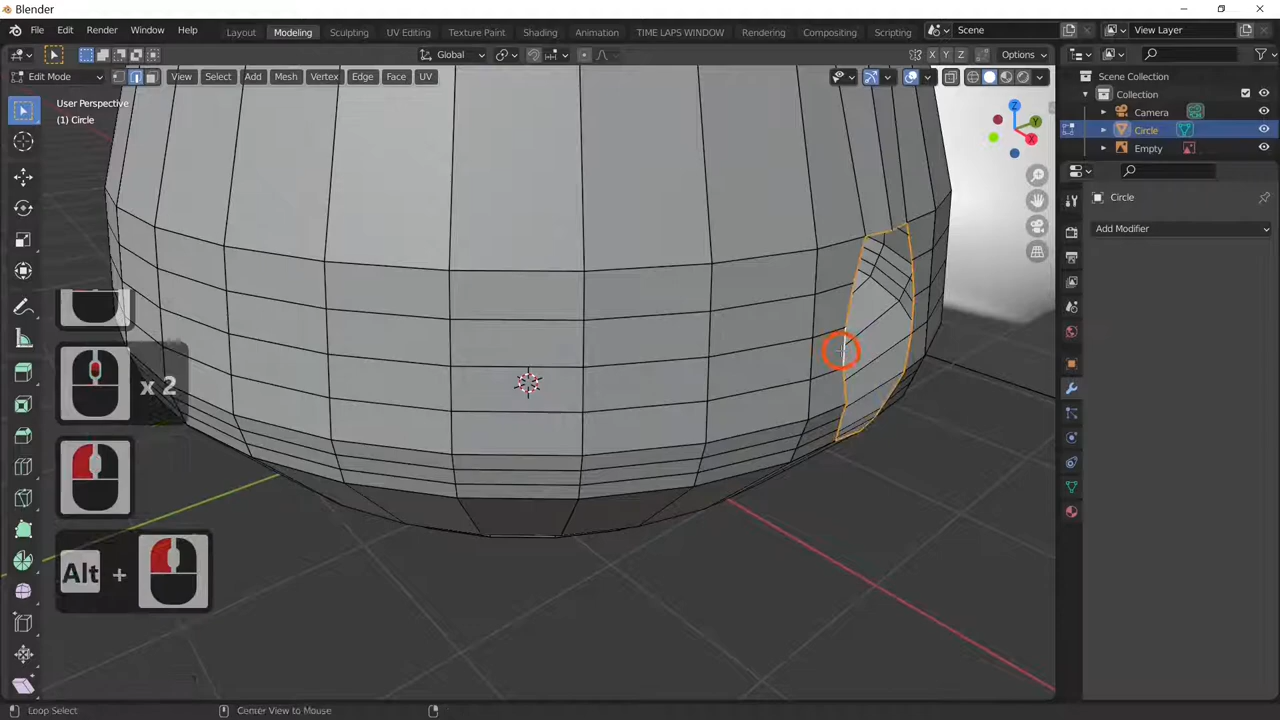 Blender
File Edit Render Window Help Layout Modeling Sculpting UV Editing Texture Paint Shading Animation TIME LAPS WINDOW Rendering Compositing Scripting Scene View Layer
Global X Y Z Options
Edit Mode View Select Add Mesh Vertex Edge Face UV
Scene Collection
Collection
Camera
Circle
Empty
User Perspective
(1) Circle
Z
Y
X
Circle
Add Modifier
x 2
Alt +
Loop Select Center View to Mouse